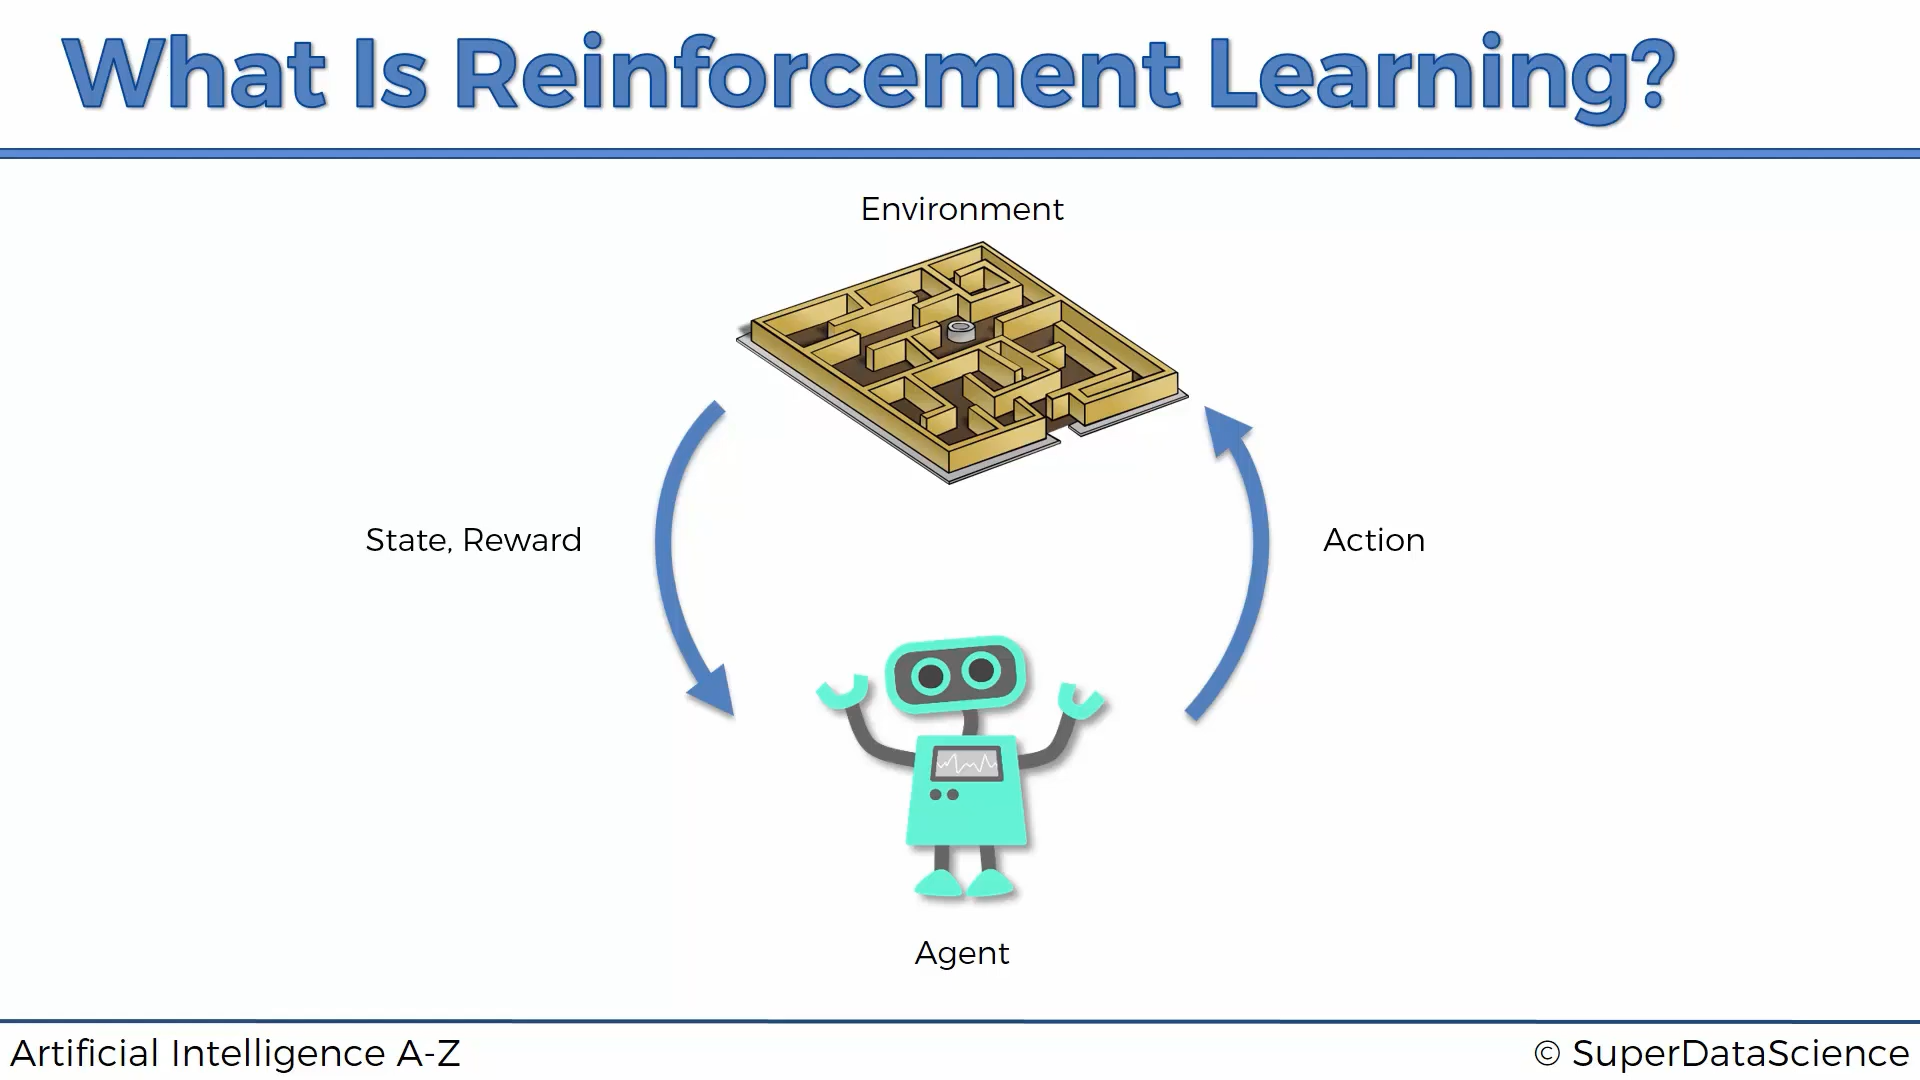 What Is Reinforcement Learning?
Environment
State, Reward
Action
Agent
Artificial Intelligence A-Z
© SuperDataScience